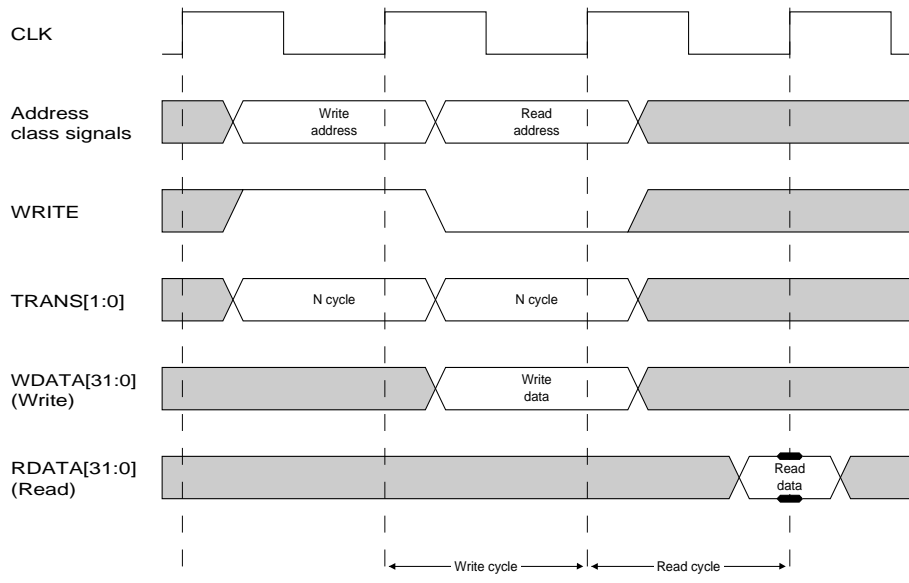 CLK
Address
class signals
Write
address
Read
address
WRITE
TRANS[1:0]
N cycle
N cycle
WDATA[31:0]
(Write)
Write
data
RDATA[31:0]
(Read)
Read
data
Write cycle
Read cycle